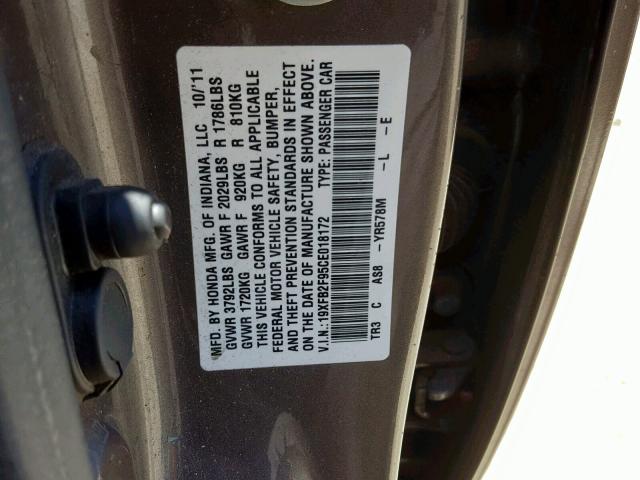 MFD. BY HONDA MFG. OF INDIANA, LLC 10/'11
GVWR 3792LBS GAWR F 2029LBS R 1786LBS
GVWR 1720KG GAWR F 920KG R 810KG
THIS VEHICLE CONFORMS TO ALL APPLICABLE
FEDERAL MOTOR VEHICLE SAFETY, BUMPER,
AND THEFT PREVENTION STANDARDS IN EFFECT
ON THE DATE OF MANUFACTURE SHOWN ABOVE.
V.I.N.:19XFB2F95CE018172 TYPE: PASSENGER CAR
TR3 C AS8 -YR578M -L -E